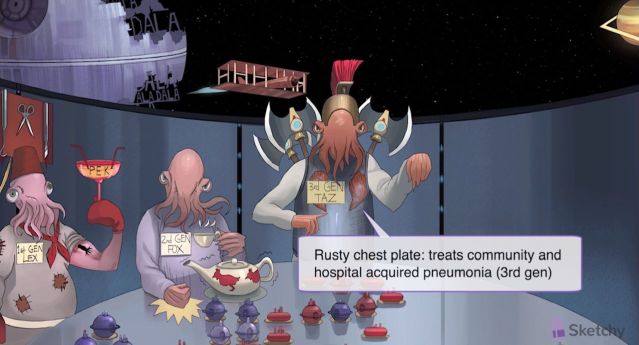 DALA
ALADALA
PEK
3rd GEN
TAZ
1st GEN
LEX
2nd GEN
FOX
Rusty chest plate: treats community and
hospital acquired pneumonia (3rd gen)
Sketchy